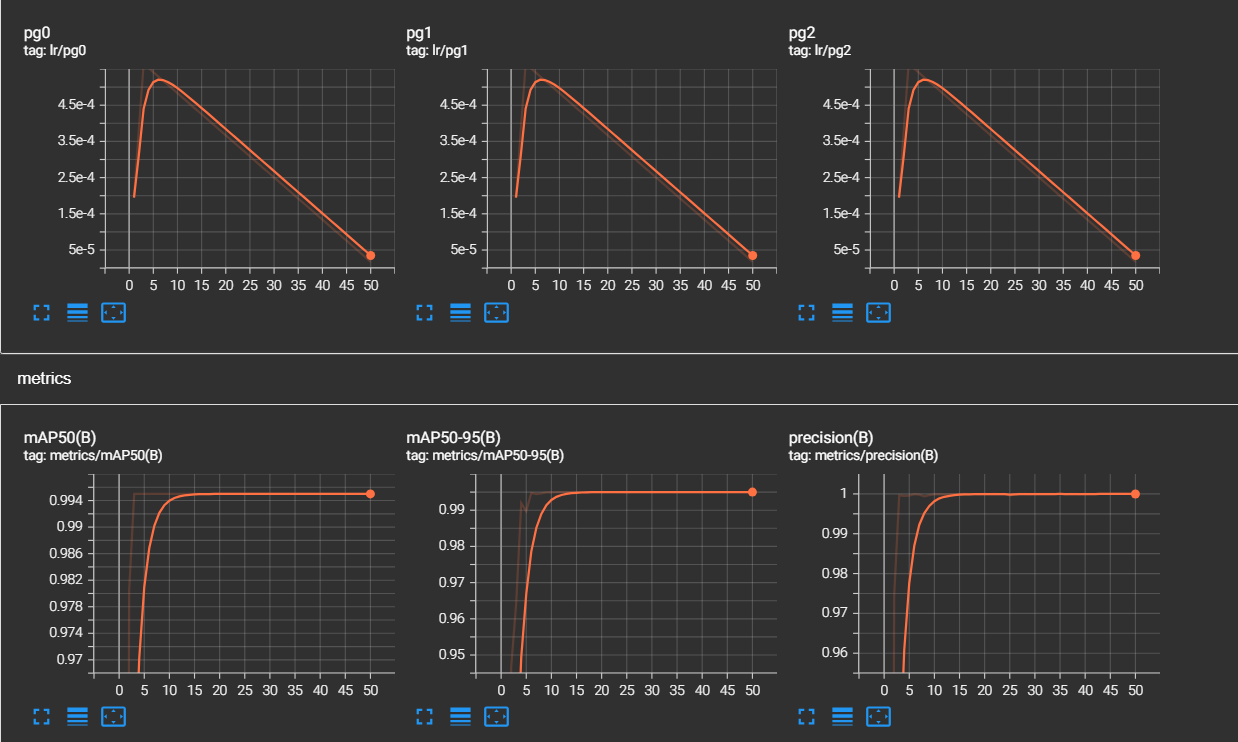 pg0
tag: lr/pg0
4.5e-4
3.5e-4
2.5e-4
1.5e-4
5e-5
0 5 10 15 20 25 30 35 40 45 50
pg1
tag: lr/pg1
4.5e-4
3.5e-4
2.5e-4
1.5e-4
5e-5
0 5 10 15 20 25 30 35 40 45 50
pg2
tag: lr/pg2
4.5e-4
3.5e-4
2.5e-4
1.5e-4
5e-5
0 5 10 15 20 25 30 35 40 45 50
metrics
mAP50(B)
tag: metrics/mAP50(B)
0.994
0.99
0.986
0.982
0.978
0.974
0.97
0 5 10 15 20 25 30 35 40 45 50
mAP50-95(B)
tag: metrics/mAP50-95(B)
0.99
0.98
0.97
0.96
0.95
0 5 10 15 20 25 30 35 40 45 50
precision(B)
tag: metrics/precision(B)
1
0.99
0.98
0.97
0.96
0 5 10 15 20 25 30 35 40 45 50